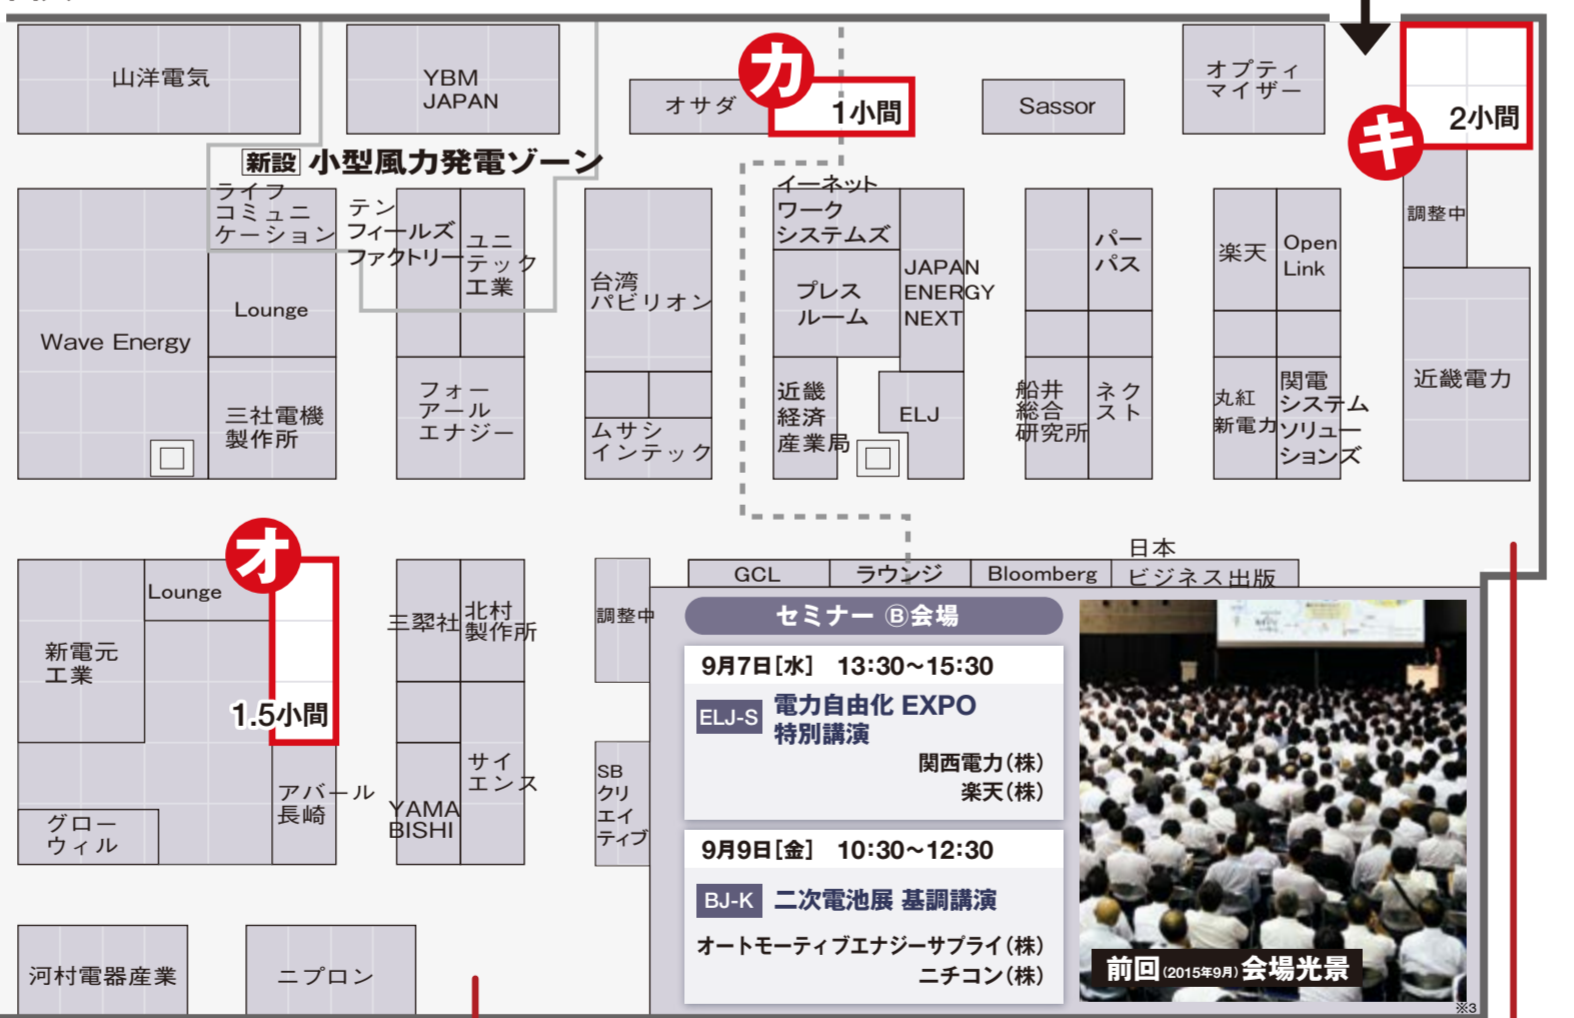 山洋電気
YBM
JAPAN
オサダ
カ
1小間
Sassor
オプティ
マイザー
キ
2小間
新設 小型風力発電ゾーン
ライフ
コミュニ
ケーション
テン
フィールズ
ファクトリー
ユニ
テック
工業
台湾
パビリオン
イーネット
ワーク
システムズ
プレス
ルーム
JAPAN
ENERGY
NEXT
パー
パス
楽天
Open
Link
調整中
Wave Energy
Lounge
三社電機
製作所
フォー
アール
エナジー
ムサシ
インテック
近畿
経済
産業局
ELJ
船井
総合
研究所
ネク
スト
丸紅
新電力
関電
システム
ソリュー
ションズ
近畿電力
オ
Lounge
新電元
工業
1.5小間
三翠社
北村
製作所
調整中
GCL
ラウンジ
Bloomberg
日本
ビジネス出版
アバール
長崎
グロー
ウィル
YAMA
BISHI
サイ
エンス
SB
クリ
エイ
ティブ
河村電器産業
ニプロン
セミナー Ⓑ会場
9月7日[水] 13:30~15:30
ELJ-S
電力自由化 EXPO
特別講演
関西電力(株)
楽天(株)
9月9日[金] 10:30~12:30
BJ-K 二次電池展 基調講演
オートモーティブエナジーサプライ(株)
ニチコン(株)
前回(2015年9月)会場光景
※3